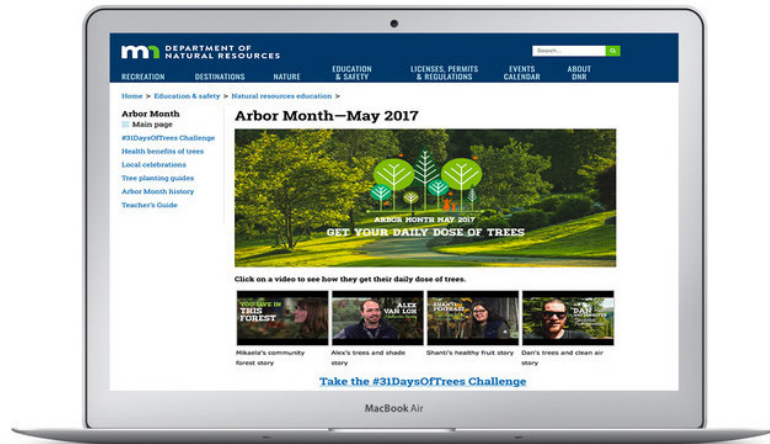 DEPARTMENT OF
NATURAL RESOURCES
Search...
RECREATION
DESTINATIONS
NATURE
EDUCATION
& SAFETY
LICENSES, PERMITS
& REGULATIONS
EVENTS
CALENDAR
ABOUT
DNR
Home > Education & safety > Natural resources education >
Arbor Month
Main page
#31DaysOfTrees Challenge
Health benefits of trees
Local celebrations
Tree planting guides
Arbor Month history
Teacher's Guide
Arbor Month—May 2017
ARBOR MONTH MAY 2017
GET YOUR DAILY DOSE OF TREES
Click on a video to see how they get their daily dose of trees.
YOU LIVE IN
THIS
FOREST
ALEX
VAN LOH
SHANTI
DAN
Mikaela's community
forest story
Alex's trees and shade
story
Shanti's healthy fruit story
Dan's trees and clean air
story
Take the #31DaysOfTrees Challenge
MacBook Air